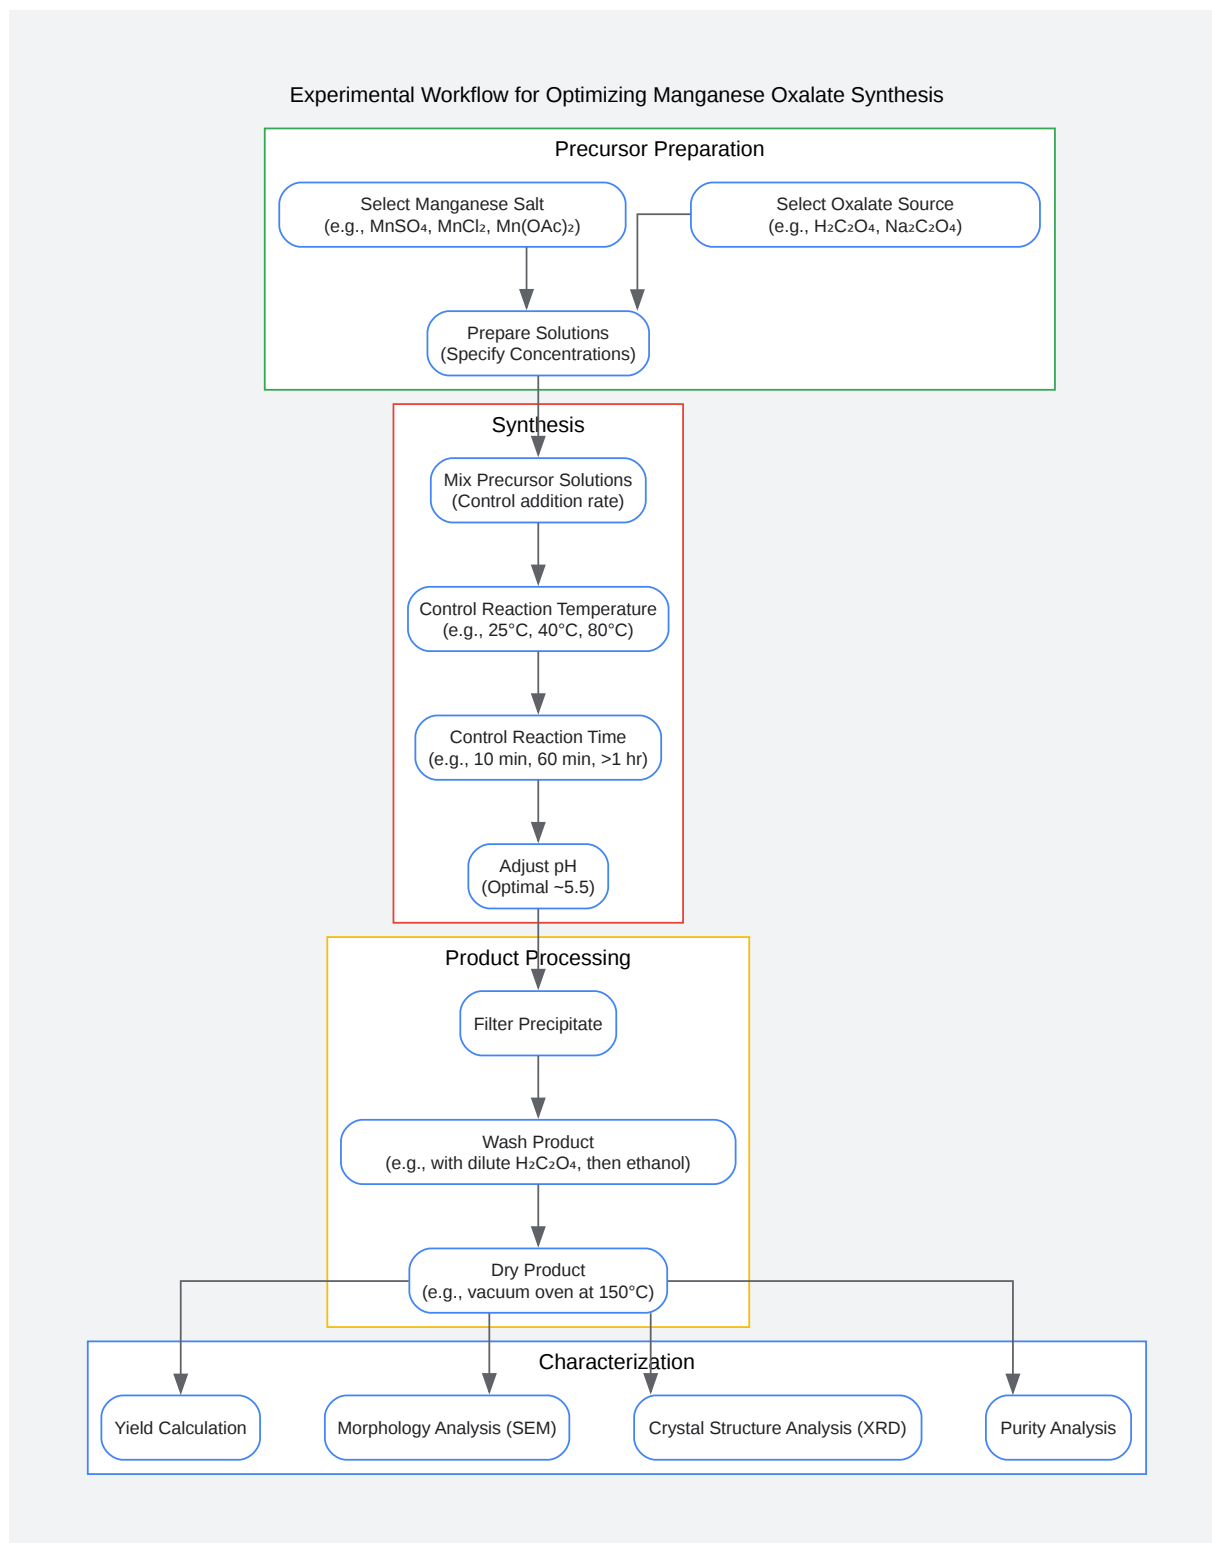 Experimental Workflow for Optimizing Manganese Oxalate Synthesis
Precursor Preparation
Select Manganese Salt
(e.g., MnSO₄, MnCl₂, Mn(OAc)₂)
Select Oxalate Source
(e.g., H₂C₂O₄, Na₂C₂O₄)
Prepare Solutions
(Specify Concentrations)
Synthesis
Mix Precursor Solutions
(Control addition rate)
Control Reaction Temperature
(e.g., 25°C, 40°C, 80°C)
Control Reaction Time
(e.g., 10 min, 60 min, >1 hr)
Adjust pH
(Optimal ~5.5)
Product Processing
Filter Precipitate
Wash Product
(e.g., with dilute H₂C₂O₄, then ethanol)
Dry Product
(e.g., vacuum oven at 150°C)
Characterization
Yield Calculation
Morphology Analysis (SEM)
Crystal Structure Analysis (XRD)
Purity Analysis